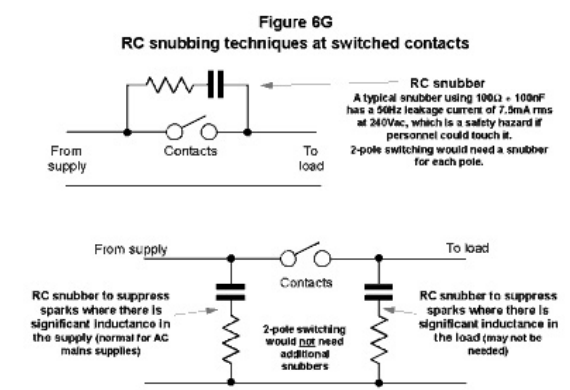 Figure 6G
RC snubbing techniques at switched contacts
RC snubber
A typical snubber using 100Ω + 100nF
has a 50Hz leakage current of 7.5mA rms
at 240Vac, which is a safety hazard if
personnel could touch it.
2-pole switching would need a snubber
for each pole.
From
supply
Contacts
To
load
From supply
To load
Contacts
RC snubber to suppress
sparks where there is
significant inductance in
the supply (normal for AC
mains supplies)
2-pole switching
would not need
additional
snubbers
RC snubber to suppress
sparks where there is
significant inductance in
the load (may not be
needed)